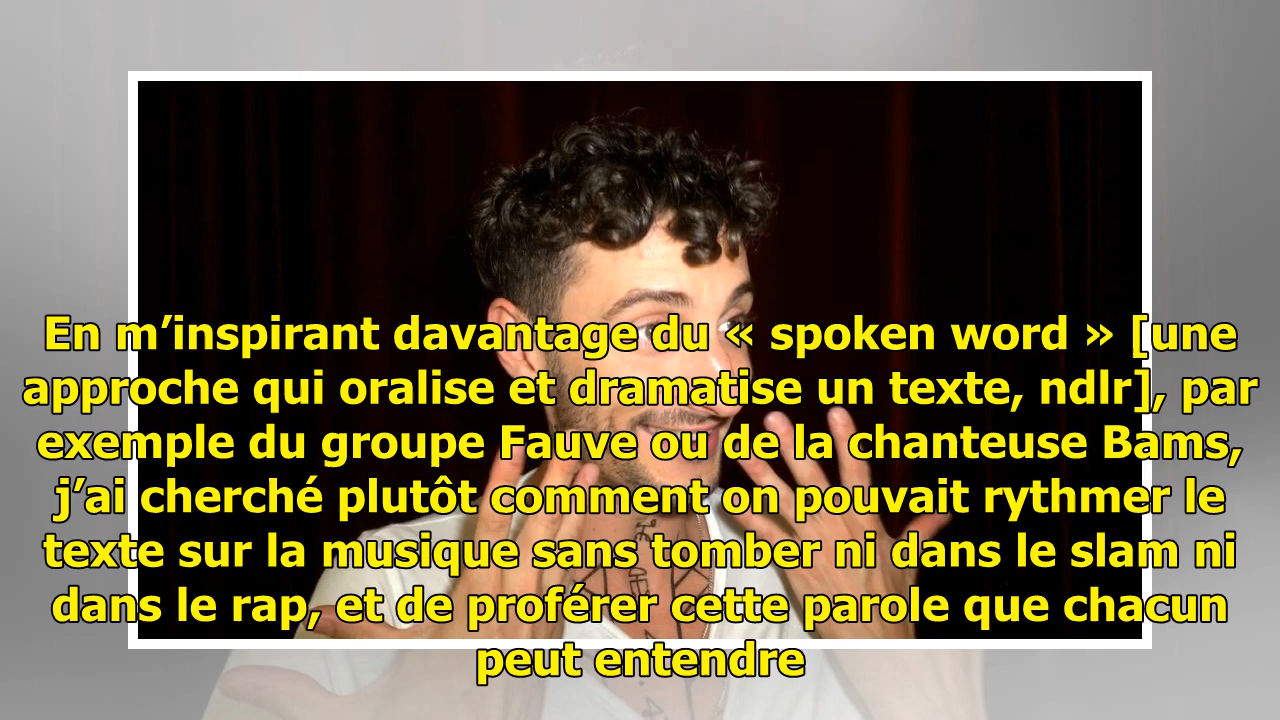 En m’inspirant davantage du « spoken word » [une
approche qui oralise et dramatise un texte, ndlr], par
exemple du groupe Fauve ou de la chanteuse Bams,
j’ai cherché plutôt comment on pouvait rythmer le
texte sur la musique sans tomber ni dans le slam ni
dans le rap, et de proférer cette parole que chacun
peut entendre